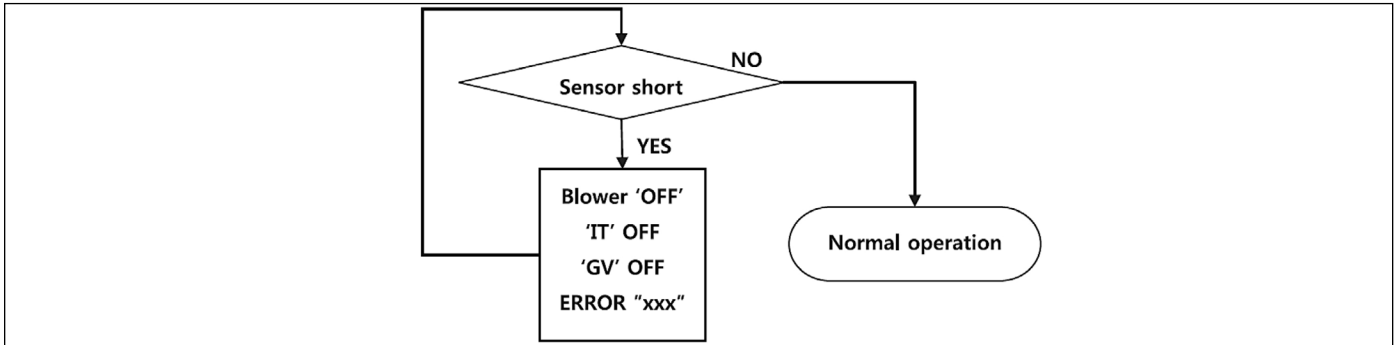 NO
Sensor short
YES
Blower ‘OFF’
‘IT’ OFF
‘GV’ OFF
ERROR “xxx“
Normal operation